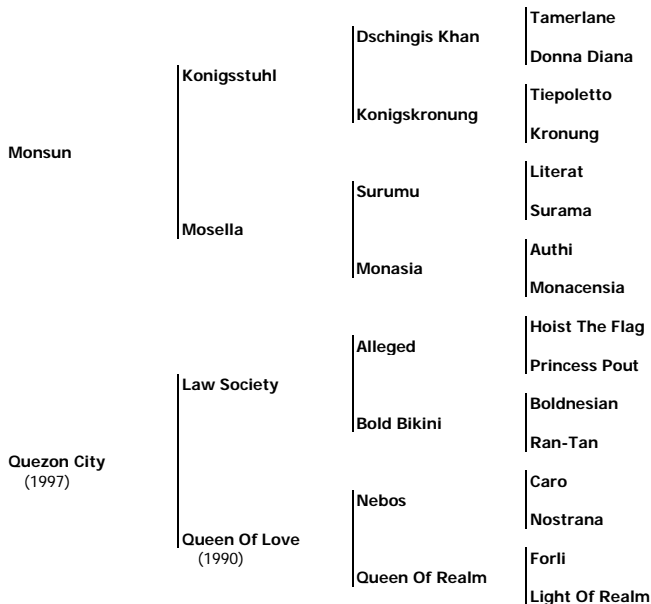 Tamerlane
Dschingis Khan
Donna Diana
Konigsstuhl
Tiepoletto
Konigskronung
Kronung
Monsun
Literat
Surumu
Surama
Mosella
Authi
Monasia
Monacensia
Hoist The Flag
Alleged
Princess Pout
Law Society
Boldnesian
Bold Bikini
Ran-Tan
Quezon City
(1997)
Caro
Nebos
Nostrana
Queen Of Love
(1990)
Forli
Queen Of Realm
Light Of Realm